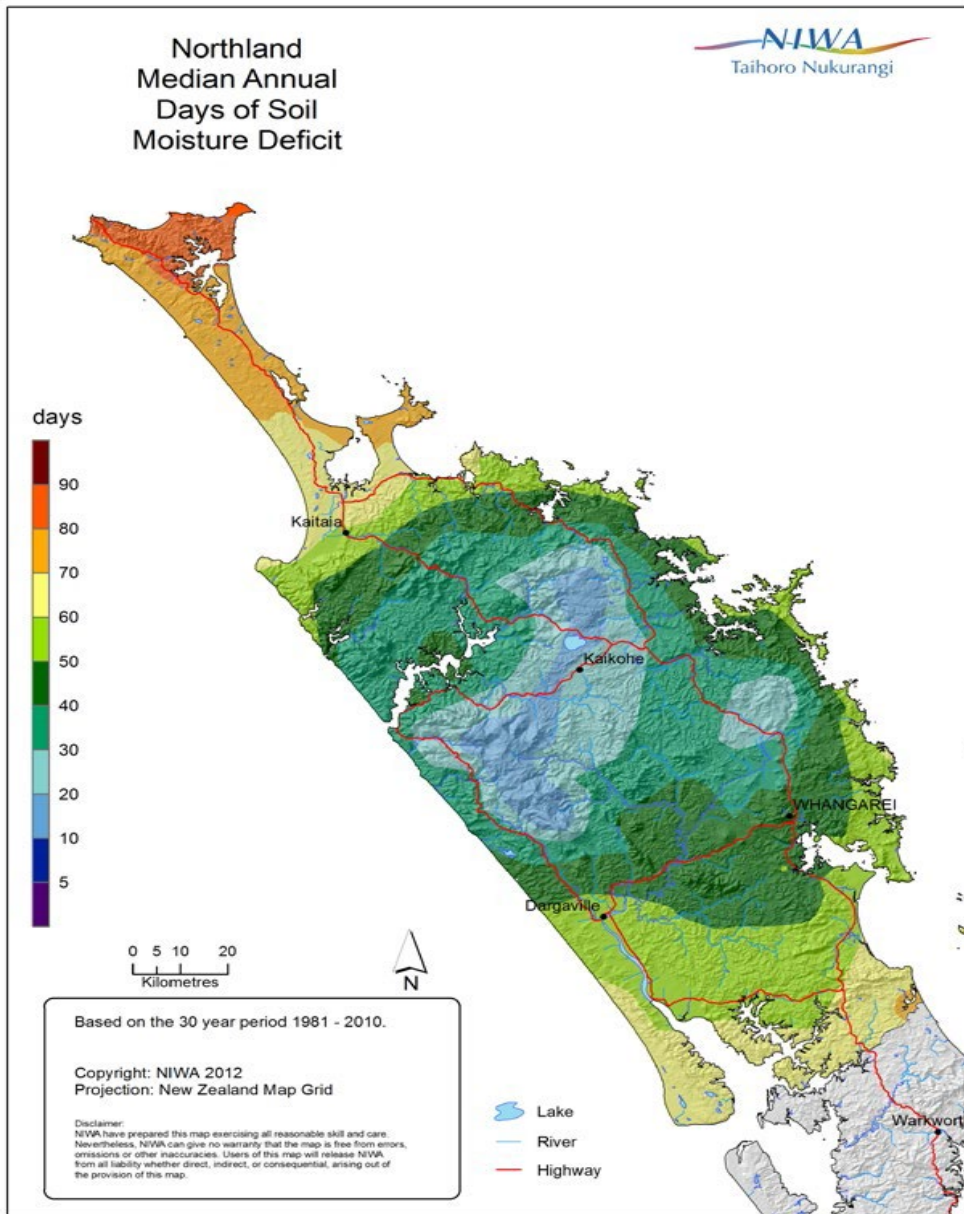 Northland
Median Annual
Days of Soil
Moisture Deficit
NIWA
Taihoro Nukurangi
days
90
80
70
60
50
40
30
20
10
5
Kaitaia
Kaikohe
WHANGAREI
Dargaville
Warkwort
0 5 10 20
Kilometres
N
Based on the 30 year period 1981 - 2010.
Copyright: NIWA 2012
Projection: New Zealand Map Grid
Disclaimer:
NIWA have prepared this map exercising all reasonable skill and care.
Nevertheless, NIWA can give no warranty that the map is free from errors,
omissions or other inaccuracies. Users of this map will release NIWA
from all liability whether direct, indirect, or consequential, arising out of
the provision of this map.
Lake
River
Highway